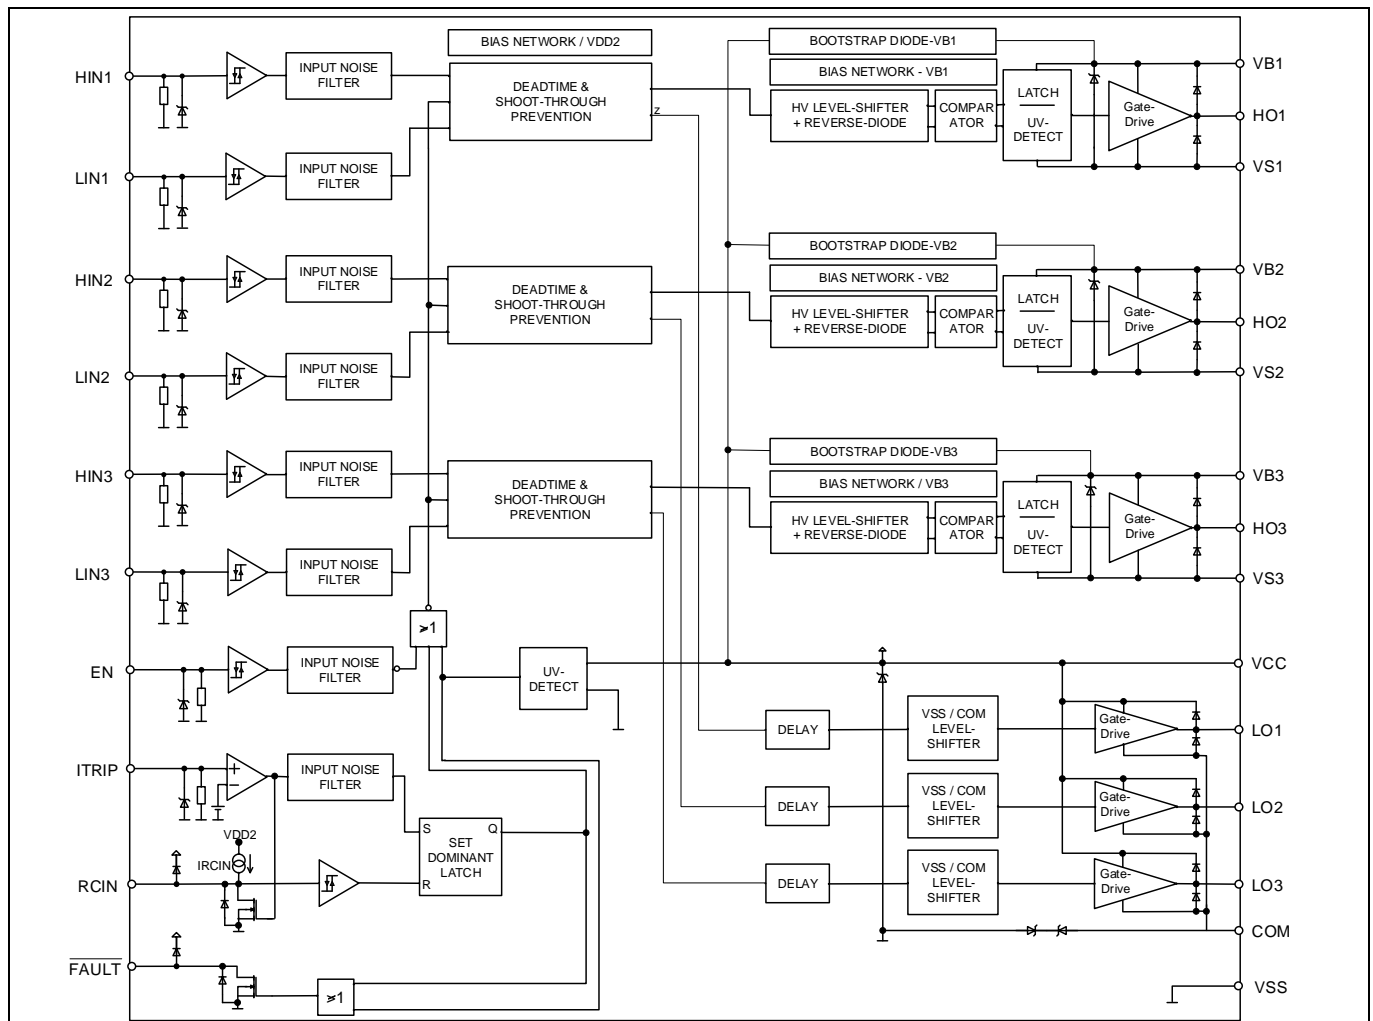 BIAS NETWORK / VDD2
BOOTSTRAP DIODE-VB1
HIN1
INPUT NOISE
FILTER
DEADTIME &
SHOOT-THROUGH
PREVENTION
Z
BIAS NETWORK - VB1
HV LEVEL-SHIFTER
+ REVERSE-DIODE
COMPAR
ATOR
LATCH
UV-
DETECT
Gate-
Drive
VB1
HO1
VS1
LIN1
INPUT NOISE
FILTER
BOOTSTRAP DIODE-VB2
HIN2
INPUT NOISE
FILTER
DEADTIME &
SHOOT-THROUGH
PREVENTION
BIAS NETWORK - VB2
HV LEVEL-SHIFTER
+ REVERSE-DIODE
COMPAR
ATOR
LATCH
UV-
DETECT
Gate-
Drive
VB2
HO2
VS2
LIN2
INPUT NOISE
FILTER
BOOTSTRAP DIODE-VB3
HIN3
INPUT NOISE
FILTER
DEADTIME &
SHOOT-THROUGH
PREVENTION
BIAS NETWORK / VB3
HV LEVEL-SHIFTER
+ REVERSE-DIODE
COMPAR
ATOR
LATCH
UV-
DETECT
Gate-
Drive
VB3
HO3
VS3
LIN3
INPUT NOISE
FILTER
≥1
EN
INPUT NOISE
FILTER
UV-
DETECT
VCC
DELAY
VSS / COM
LEVEL-
SHIFTER
Gate-
Drive
LO1
ITRIP
+
−
INPUT NOISE
FILTER
DELAY
VSS / COM
LEVEL-
SHIFTER
Gate-
Drive
LO2
VDD2
IRCIN
RCIN
S
Q
SET
DOMINANT
LATCH
R
DELAY
VSS / COM
LEVEL-
SHIFTER
Gate-
Drive
LO3
COM
FAULT
≥1
VSS